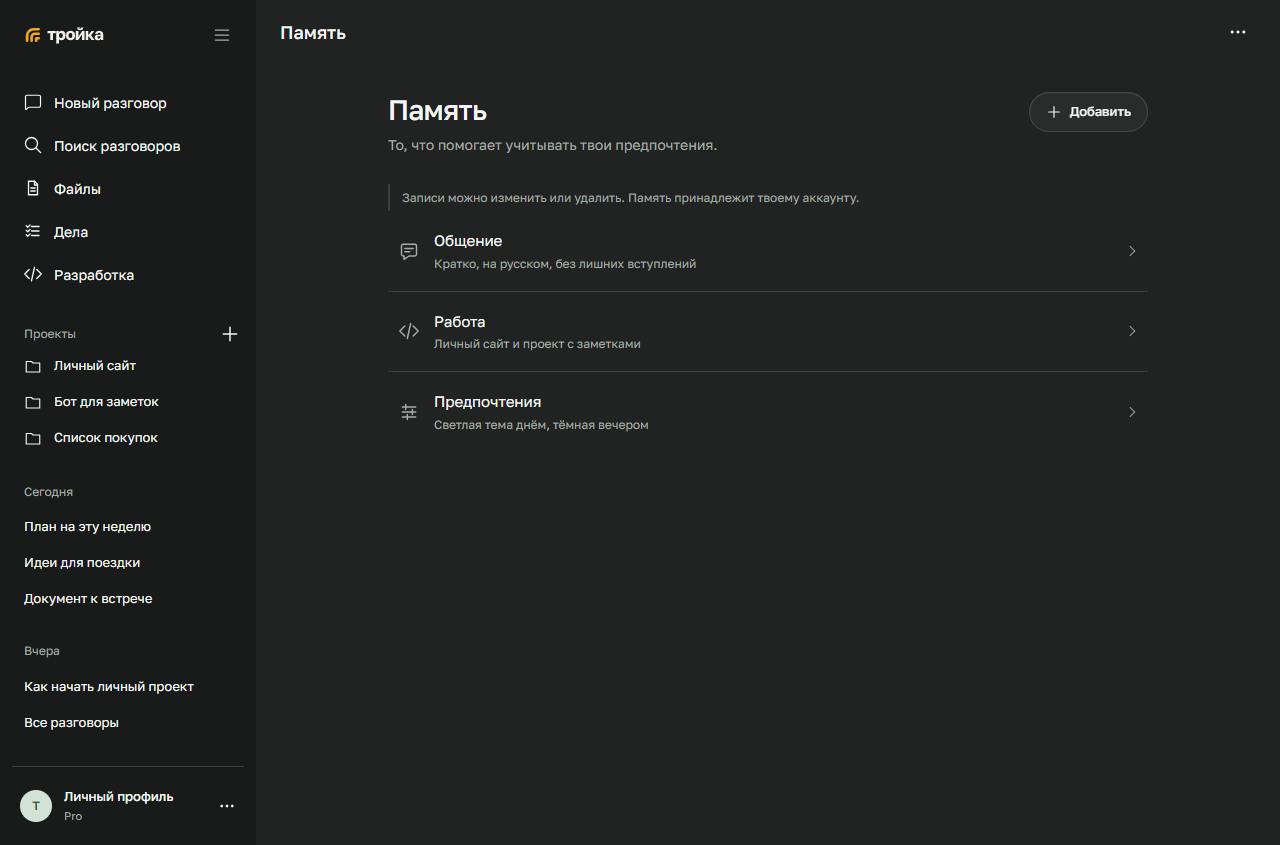 тройка
Новый разговор
Поиск разговоров
Файлы
Дела
Разработка
Проекты
Личный сайт
Бот для заметок
Список покупок
Сегодня
План на эту неделю
Идеи для поездки
Документ к встрече
Вчера
Как начать личный проект
Все разговоры
Т
Личный профиль
Pro
Память
Память
Добавить
То, что помогает учитывать твои предпочтения.
Записи можно изменить или удалить. Память принадлежит твоему аккаунту.
Общение
Кратко, на русском, без лишних вступлений
Работа
Личный сайт и проект с заметками
Предпочтения
Светлая тема днём, тёмная вечером